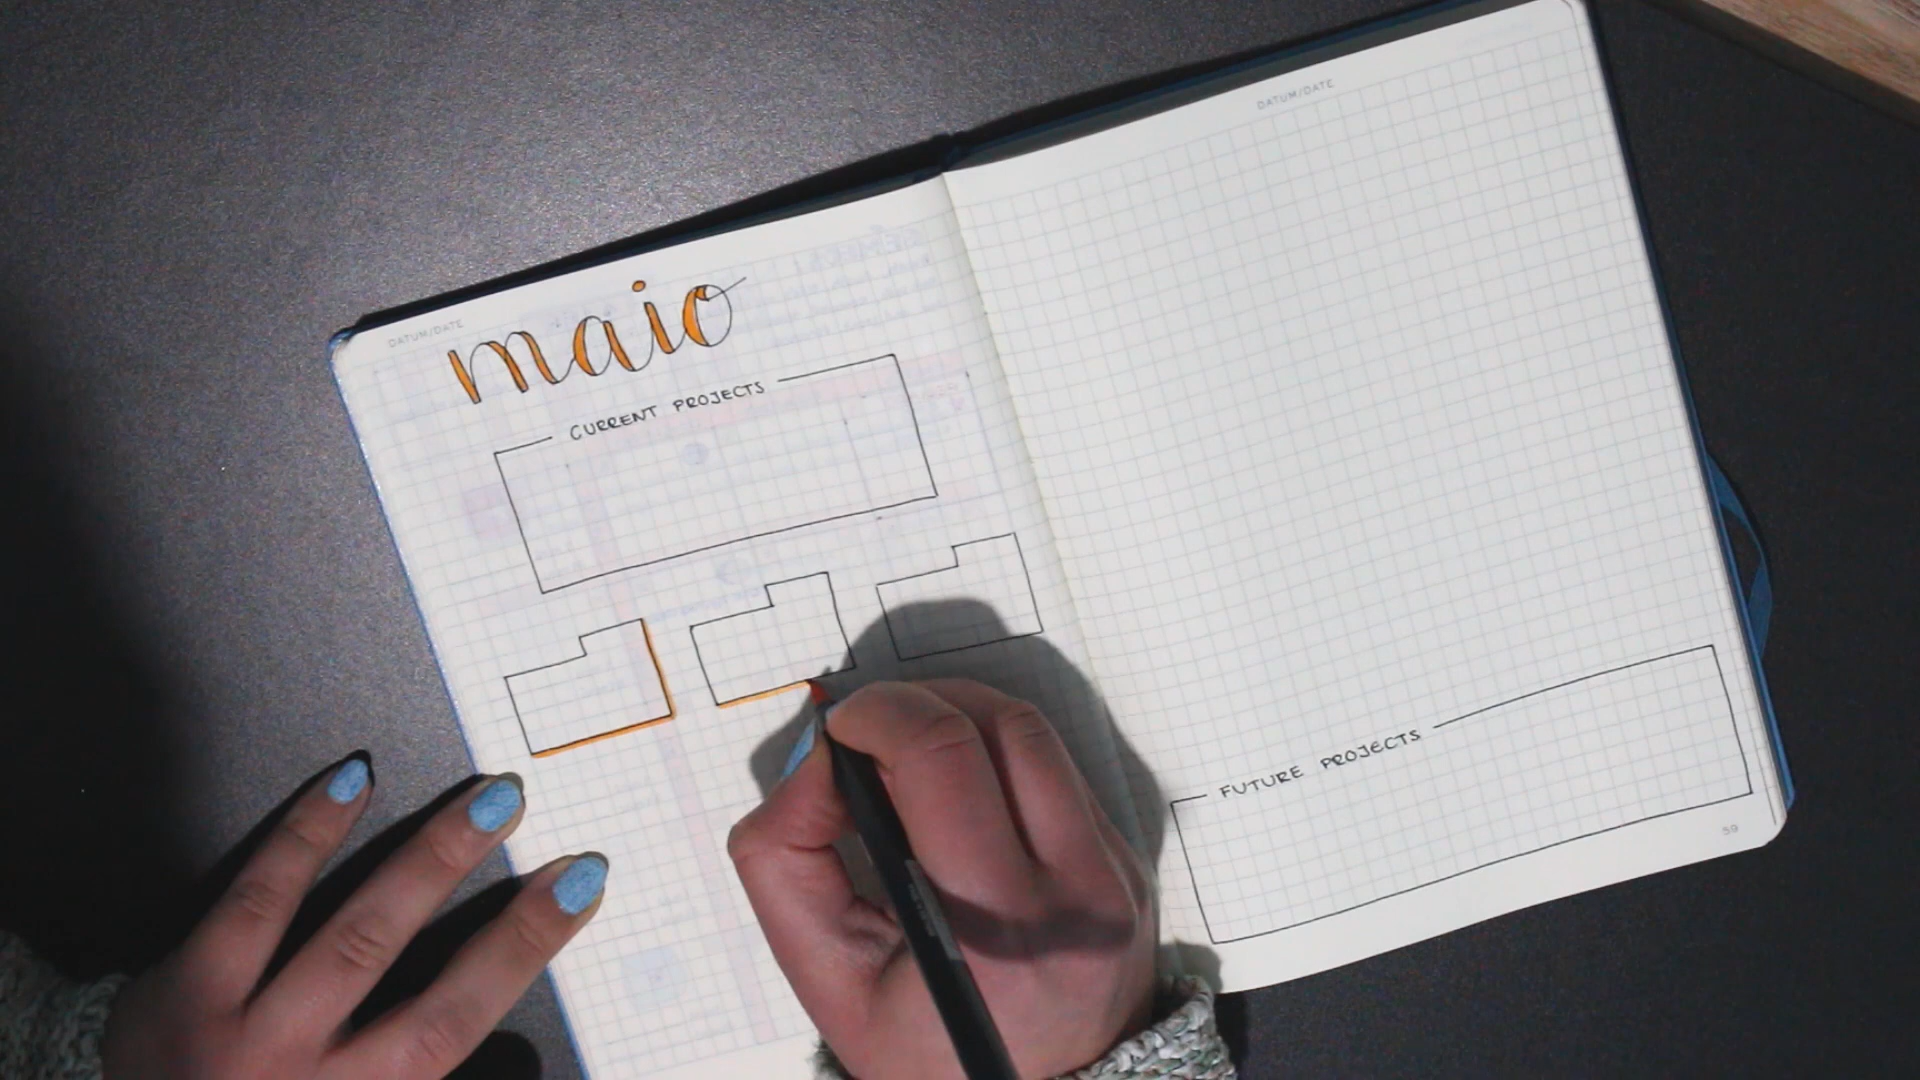 DATUM/DATE
maio
CURRENT PROJECTS
DATUM/DATE
FUTURE PROJECTS
59